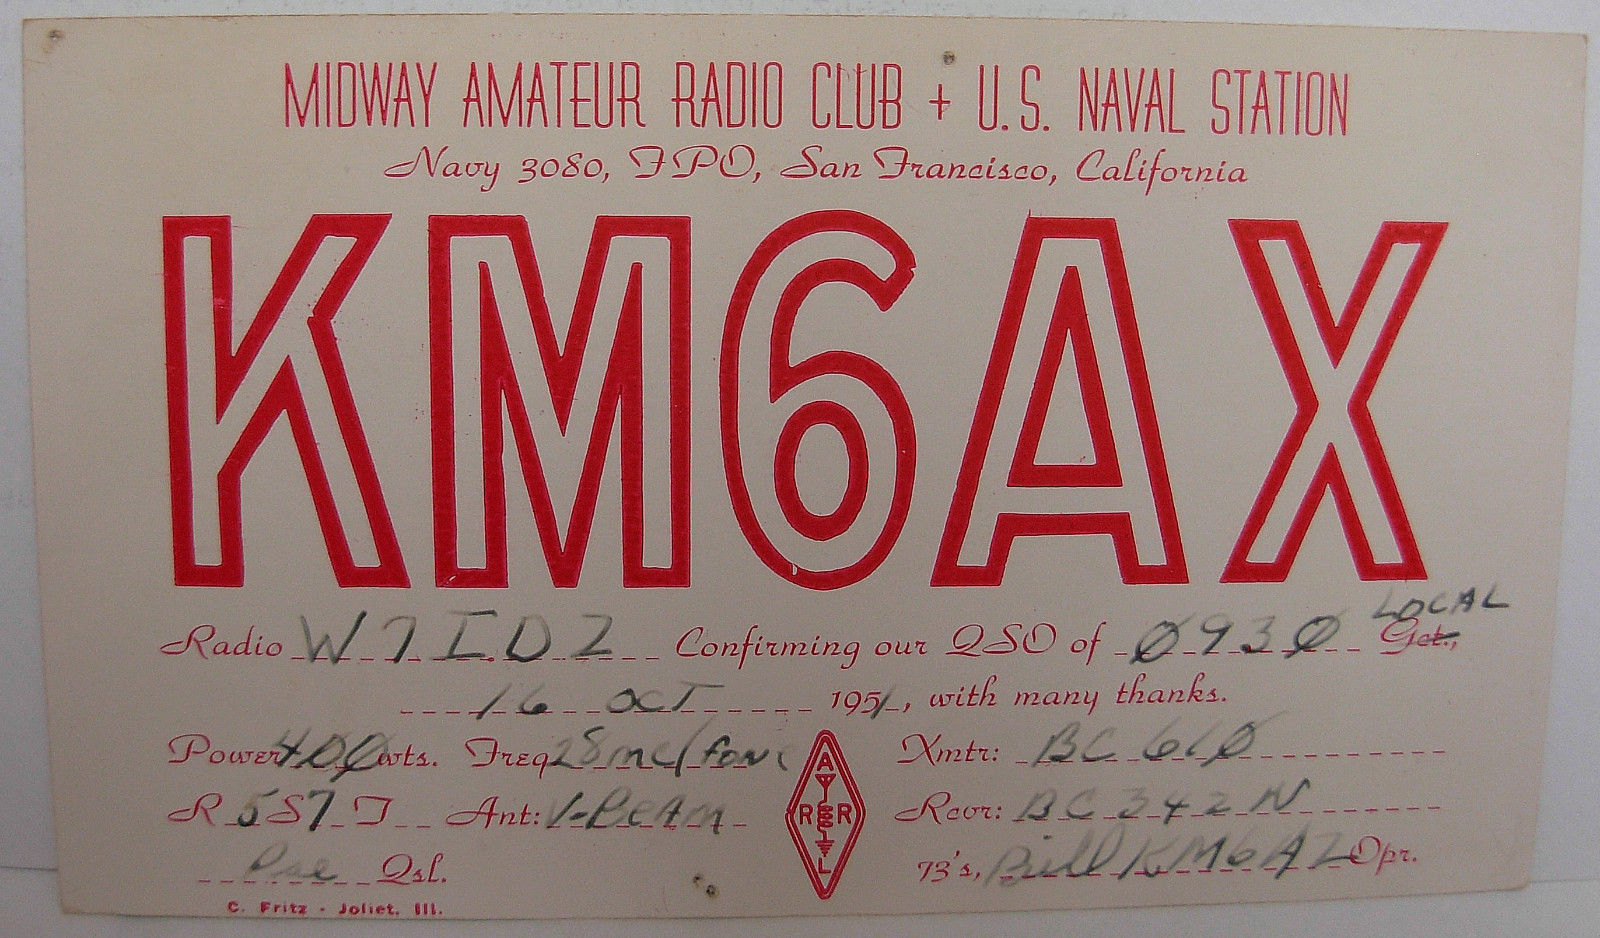 MIDWAY AMATEUR RADIO CLUB + U.S. NAVAL STATION
Navy 3080, FPO, San Francisco, California
KM6AX
LOCAL
Radio W7IDZ Confirming our QSO of 0930 Gct.,
16 OCT 1951, with many thanks.
Power 400 wts. Freq 28mc/fone Xmtr: BC 610
R 5 S 7 T Ant: V-BEAM Rcvr: BC 342 N
Pse Qsl. 73's, Bill KM6AZ Opr.
A R R L
C. Fritz - Joliet, Ill.